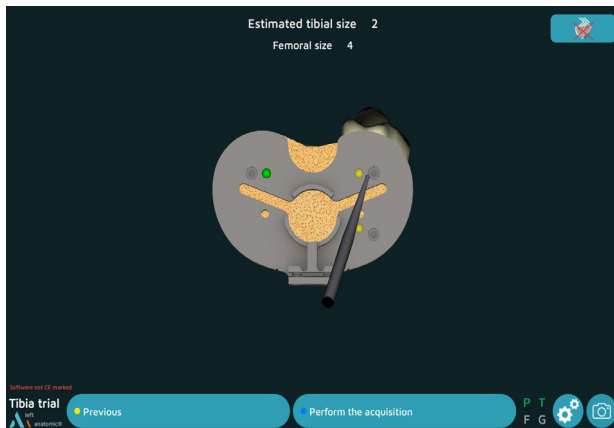 Estimated tibial size 2
Femoral size 4
Software not CE marked
Tibia trial
left
anatomic®
Previous
Perform the acquisition
P T
F G